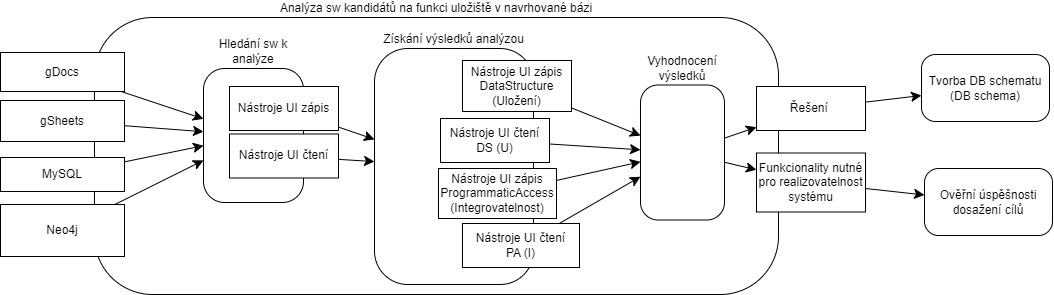 Analýza sw kandidátů na funkci uložiště v navrhované bázi
gDocs
gSheets
MySQL
Neo4j
Hledání sw k
analýze
Nástroje UI zápis
Nástroje UI čtení
Získání výsledků analýzou
Nástroje UI zápis
DataStructure
(Uložení)
Nástroje UI čtení
DS (U)
Nástroje UI zápis
ProgrammaticAccess
(Integrovatelnost)
Nástroje UI čtení
PA (I)
Vyhodnocení
výsledků
Řešení
Funkcionality nutné
pro realizovatelnost
systému
Tvorba DB schematu
(DB schema)
Ověřní úspěšnosti
dosažení cílů